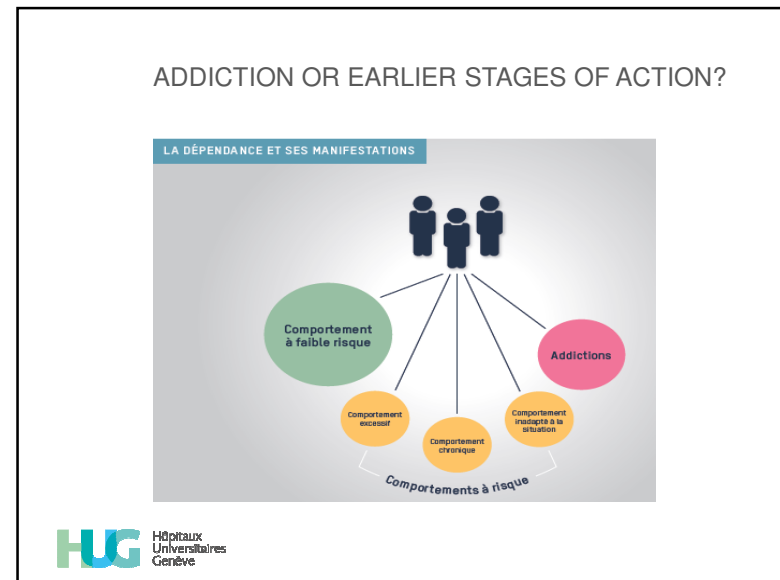 ADDICTION OR EARLIER STAGES OF ACTION?
LA DÉPENDANCE ET SES MANIFESTATIONS
Comportement
à faible risque
Addictions
Comportement
excessif
Comportement
chronique
Comportement
inadapté à la
situation
Comportements à risque
HUG
Hôpitaux
Universitaires
Genève